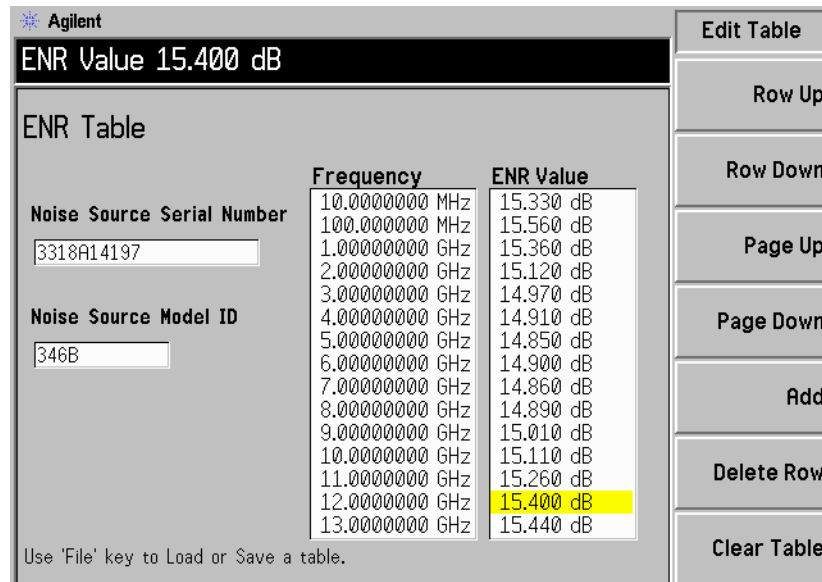 Agilent
ENR Value 15.400 dB
ENR Table
Noise Source Serial Number
3318A14197
Noise Source Model ID
346B
Frequency ENR Value
10.0000000 MHz 15.330 dB
100.000000 MHz 15.560 dB
1.00000000 GHz 15.360 dB
2.00000000 GHz 15.120 dB
3.00000000 GHz 14.970 dB
4.00000000 GHz 14.910 dB
5.00000000 GHz 14.850 dB
6.00000000 GHz 14.900 dB
7.00000000 GHz 14.860 dB
8.00000000 GHz 14.890 dB
9.00000000 GHz 15.010 dB
10.0000000 GHz 15.110 dB
11.0000000 GHz 15.260 dB
12.0000000 GHz 15.400 dB
13.0000000 GHz 15.440 dB
Use 'File' key to Load or Save a table.
Edit Table
Row Up
Row Down
Page Up
Page Down
Add
Delete Row
Clear Table